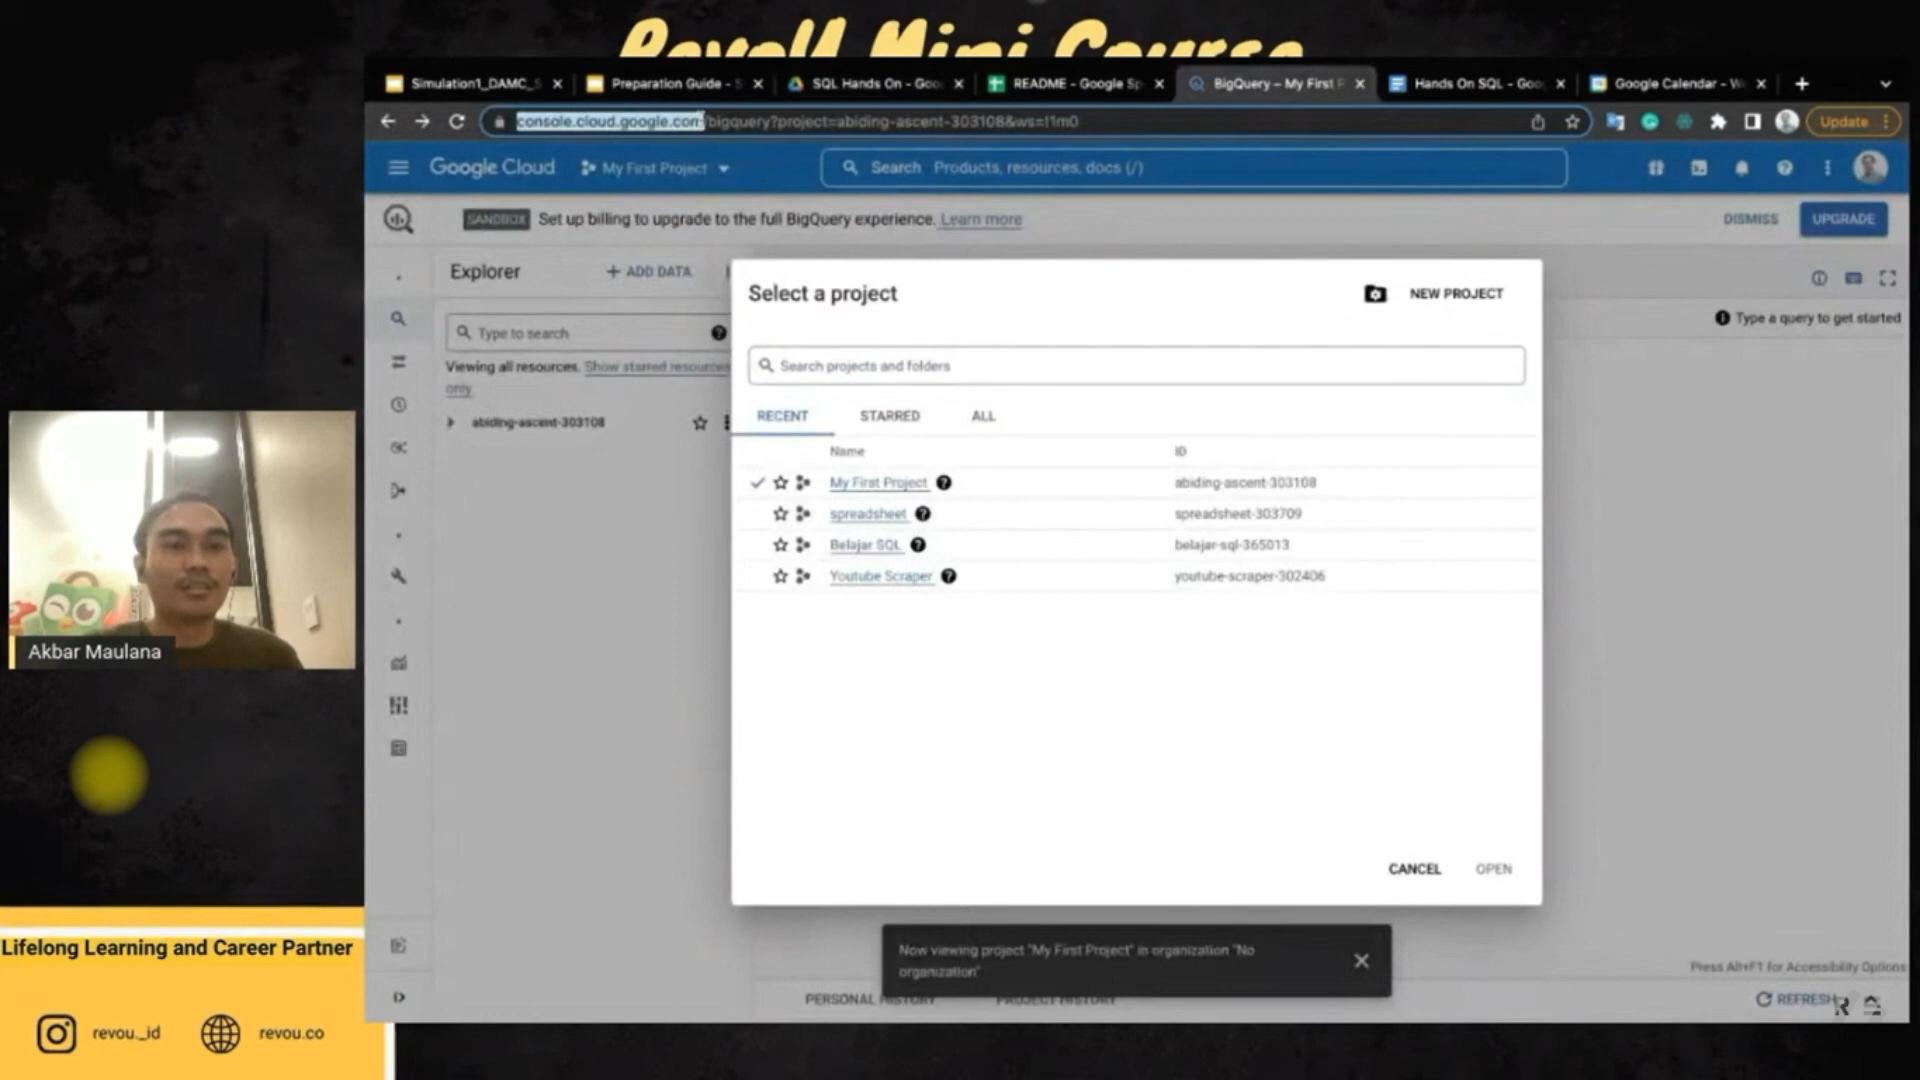 RevoU Mini Course
Simulation1_DAMC_S
Preparation Guide - S
SQL Hands On - Goo
README - Google Sp
BigQuery – My First P
Hands On SQL - Goo
Google Calendar - W
console.cloud.google.com/bigquery?project=abiding-ascent-303108&ws=!1m0
Update
Google Cloud
My First Project
Search Products, resources, docs (/)
SANDBOX Set up billing to upgrade to the full BigQuery experience. Learn more
DISMISS
UPGRADE
Explorer
+ ADD DATA
Type to search
Viewing all resources. Show starred resources
only.
abiding-ascent-303108
Type a query to get started
Select a project
NEW PROJECT
Search projects and folders
RECENT
STARRED
ALL
Name
ID
My First Project
abiding-ascent-303108
spreadsheet
spreadsheet-303709
Belajar SQL
belajar-sql-365013
Youtube Scraper
youtube-scraper-302406
CANCEL
OPEN
Now viewing project "My First Project" in organization "No
organization"
Press Alt+F1 for Accessibility Options
PERSONAL HISTORY
PROJECT HISTORY
REFRESH
Akbar Maulana
Lifelong Learning and Career Partner
revou_id
revou.co